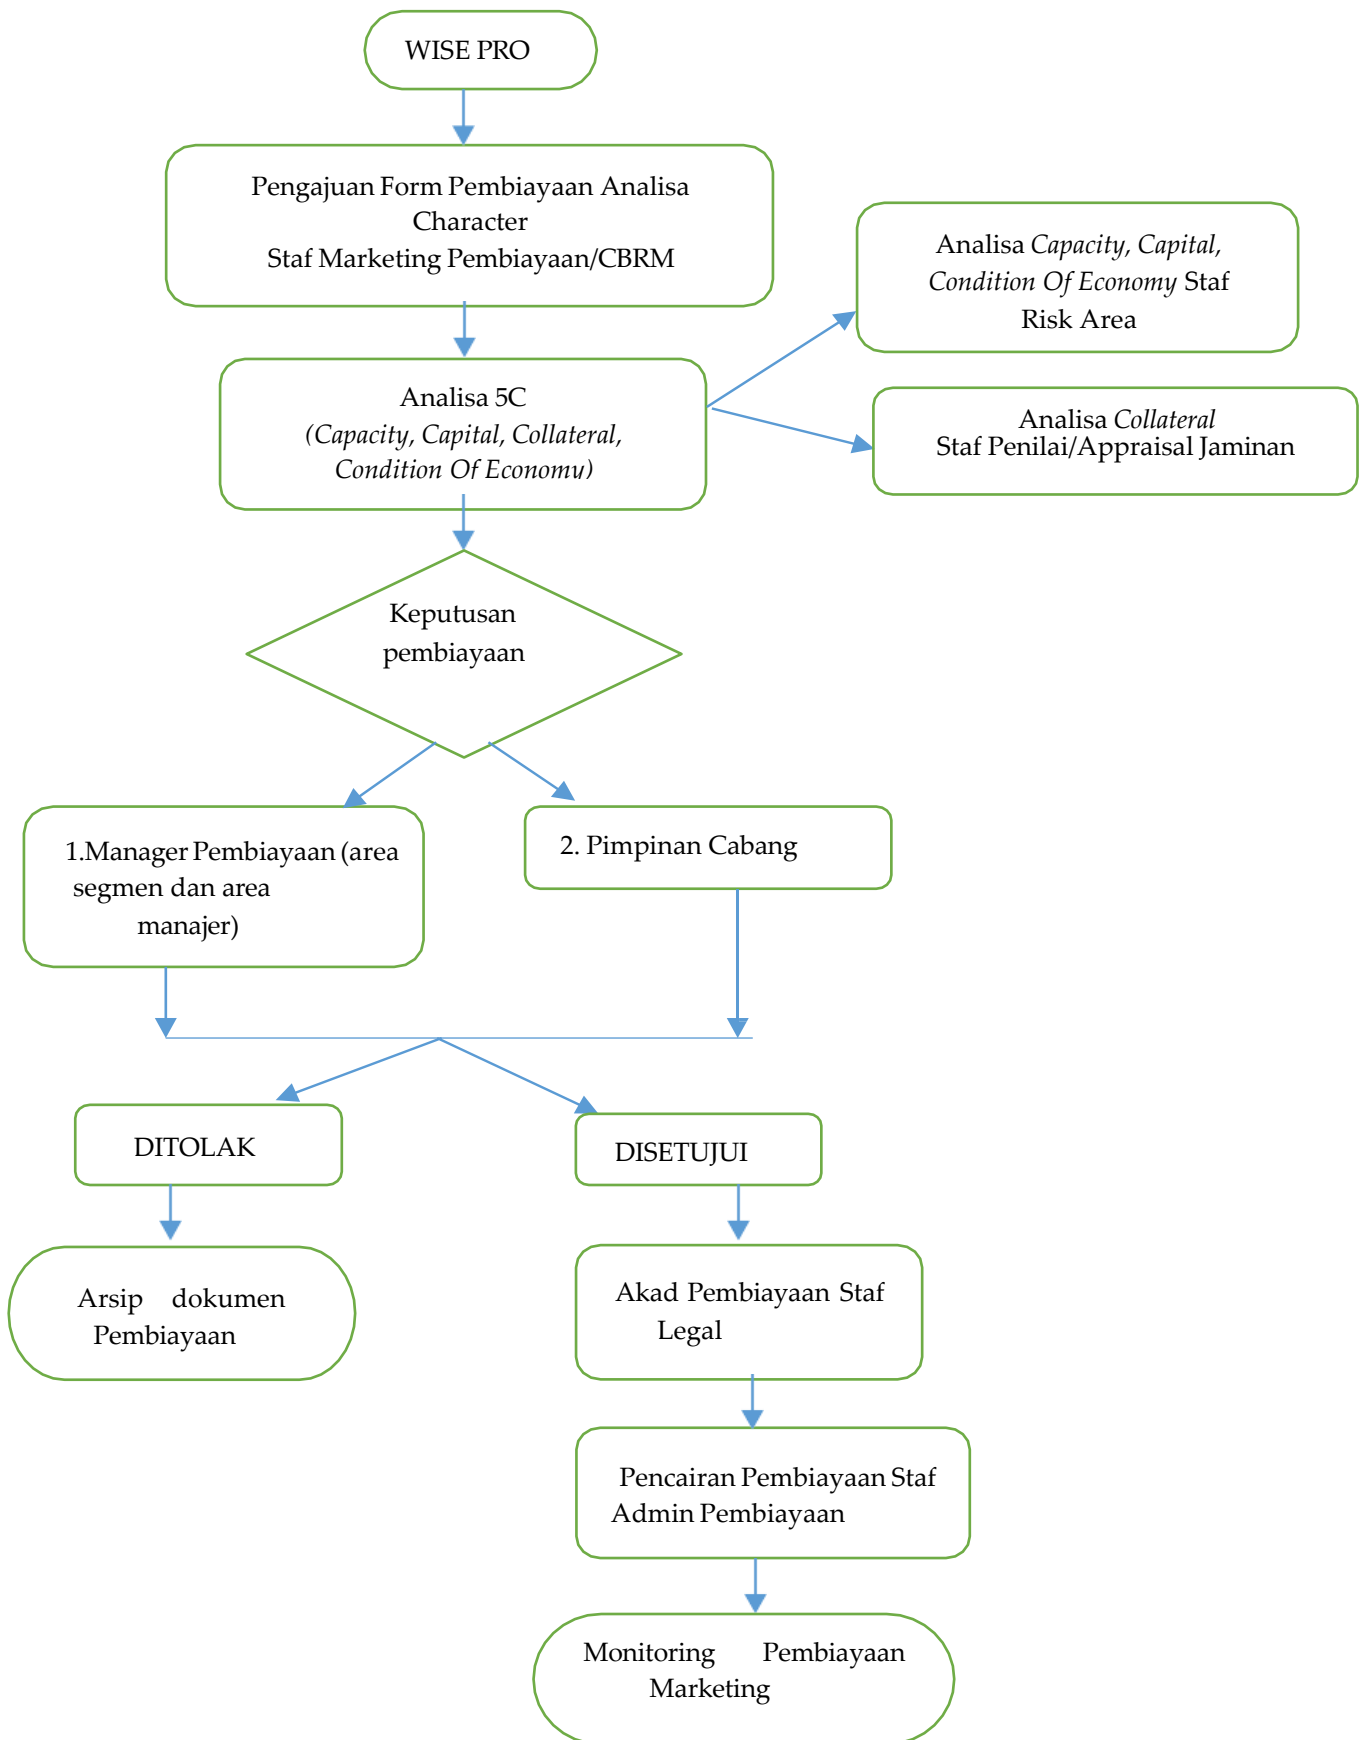 WISE PRO
Pengajuan Form Pembiayaan Analisa
Character
Staf Marketing Pembiayaan/CBRM
Analisa Capacity, Capital,
Condition Of Economy Staf
Risk Area
Analisa 5C
(Capacity, Capital, Collateral,
Condition Of Economy)
Analisa Collateral
Staf Penilai/Appraisal Jaminan
Keputusan
pembiayaan
1.Manager Pembiayaan (area
segmen dan area
manajer)
2. Pimpinan Cabang
DITOLAK
DISETUJUI
Arsip dokumen
Pembiayaan
Akad Pembiayaan Staf
Legal
Pencairan Pembiayaan Staf
Admin Pembiayaan
Monitoring Pembiayaan
Marketing